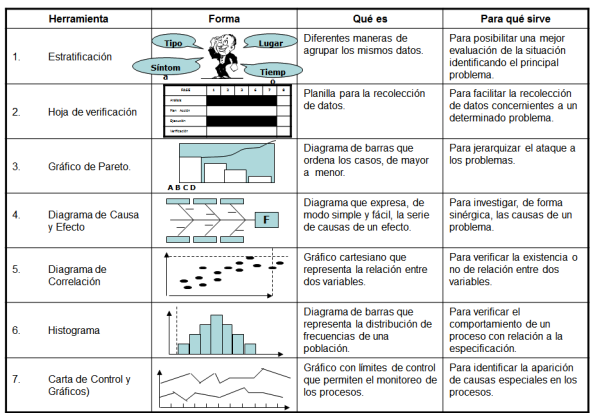 Herramienta Forma Qué es Para qué sirve
1. Estratificación
Tipo
Lugar
Síntom
a
Tiemp
o
Diferentes maneras de
agrupar los mismos datos.
Para posibilitar una mejor
evaluación de la situación
identificando el principal
problema.
2. Hoja de verificación
FASE 1 2 3 4 5 6 7 8
Análisis
Plan - Acción
Ejecución
Verificación
Planilla para la recolección
de datos.
Para facilitar la recolección
de datos concernientes a un
determinado problema.
3. Gráfico de Pareto.
A B C D
Diagrama de barras que
ordena los casos, de mayor
a menor.
Para jerarquizar el ataque a
los problemas.
4. Diagrama de Causa
y Efecto
F
Diagrama que expresa, de
modo simple y fácil, la serie
de causas de un efecto.
Para investigar, de forma
sinérgica, las causas de un
problema.
5. Diagrama de
Correlación
Gráfico cartesiano que
representa la relación entre
dos variables.
Para verificar la existencia o
no de relación entre dos
variables.
6. Histograma
Diagrama de barras que
representa la distribución de
frecuencias de una
población.
Para verificar el
comportamiento de un
proceso con relación a la
especificación.
7. Carta de Control y
Gráficos)
Gráfico con límites de control
que permiten el monitoreo de
los procesos.
Para identificar la aparición
de causas especiales en los
procesos.